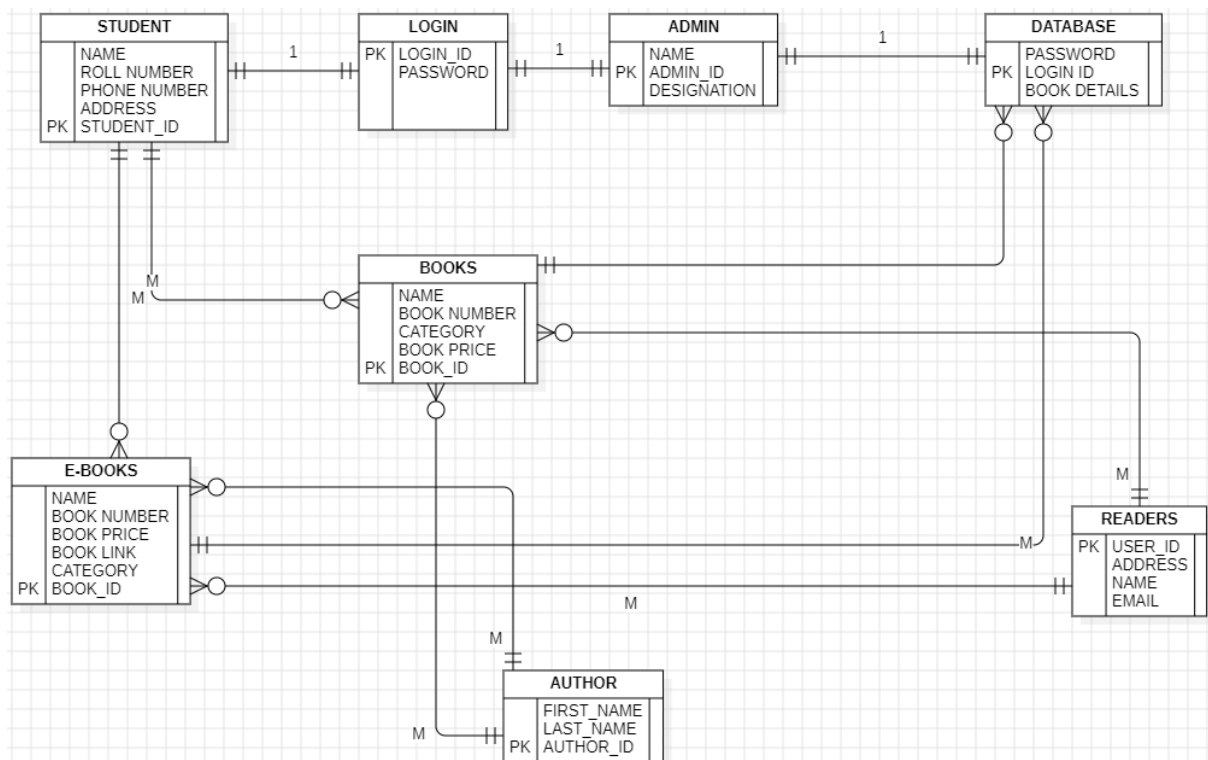 STUDENT
NAME
ROLL NUMBER
PHONE NUMBER
ADDRESS
PK STUDENT_ID
1
LOGIN
PK LOGIN_ID
PASSWORD
1
ADMIN
NAME
PK ADMIN_ID
DESIGNATION
1
DATABASE
PASSWORD
PK LOGIN ID
BOOK DETAILS
M
M
BOOKS
NAME
BOOK NUMBER
CATEGORY
BOOK PRICE
PK BOOK_ID
E-BOOKS
NAME
BOOK NUMBER
BOOK PRICE
BOOK LINK
CATEGORY
PK BOOK_ID
M
READERS
PK USER_ID
ADDRESS
NAME
EMAIL
M
M
M
M
AUTHOR
FIRST_NAME
LAST_NAME
PK AUTHOR_ID